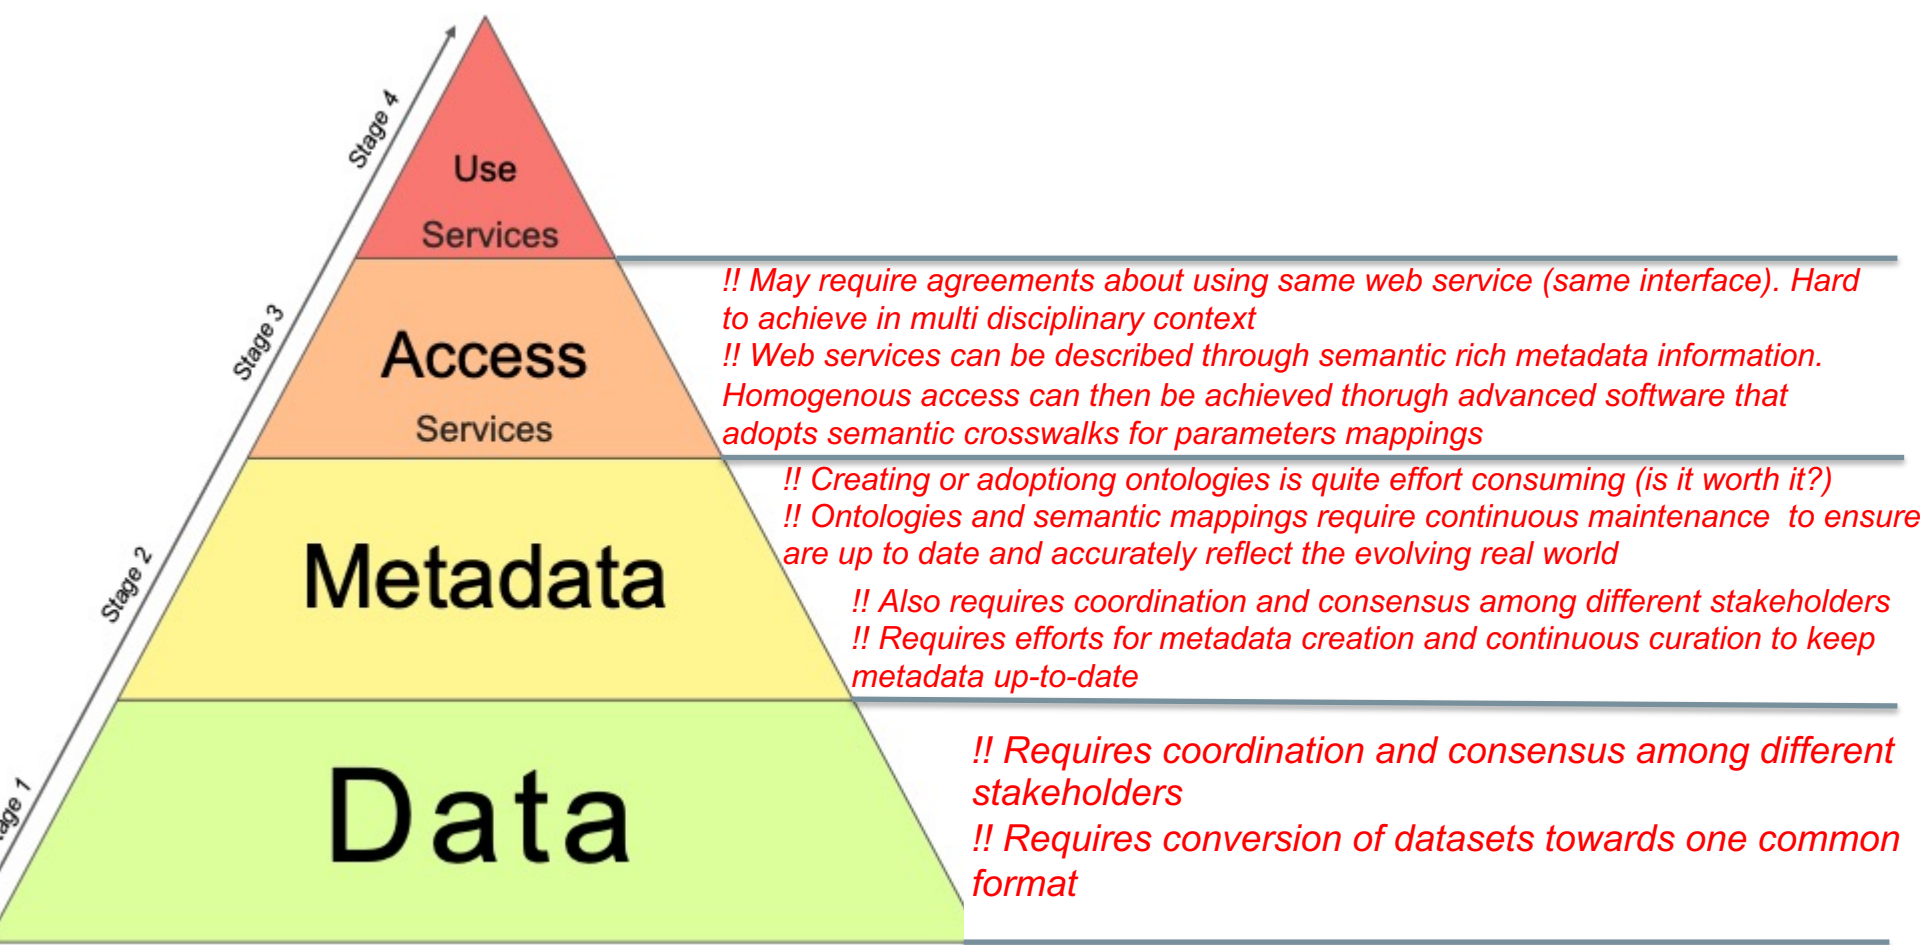 Stage 4
Use
Services
!! May require agreements about using same web service (same interface). Hard
to achieve in multi disciplinary context
!! Web services can be described through semantic rich metadata information.
Homogenous access can then be achieved thorugh advanced software that
adopts semantic crosswalks for parameters mappings
Stage 3
Access
Services
!! Creating or adoptiong ontologies is quite effort consuming (is it worth it?)
!! Ontologies and semantic mappings require continuous maintenance to ensure
are up to date and accurately reflect the evolving real world
Stage 2
Metadata
!! Also requires coordination and consensus among different stakeholders
!! Requires efforts for metadata creation and continuous curation to keep
metadata up-to-date
tage 1
Data
!! Requires coordination and consensus among different
stakeholders
!! Requires conversion of datasets towards one common
format